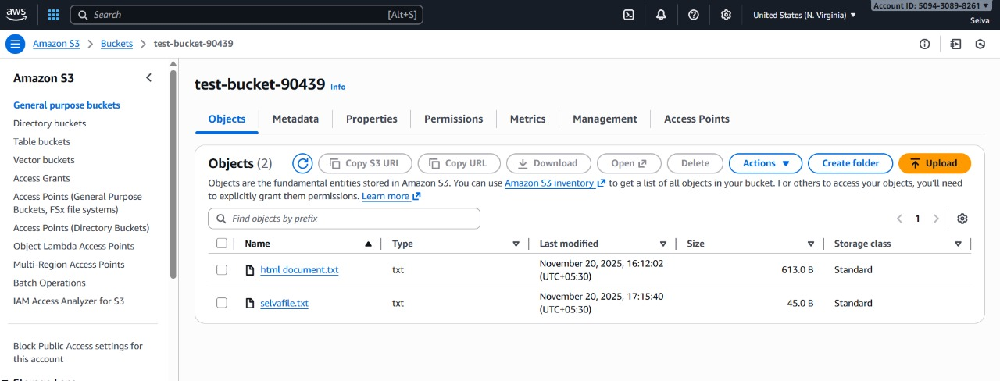 aws
Search
[Alt+S]
United States (N. Virginia)
Account ID: 5094-3089-8261
Selva
Amazon S3
Buckets
test-bucket-90439
Amazon S3
General purpose buckets
Directory buckets
Table buckets
Vector buckets
Access Grants
Access Points (General Purpose
Buckets, FSx file systems)
Access Points (Directory Buckets)
Object Lambda Access Points
Multi-Region Access Points
Batch Operations
IAM Access Analyzer for S3
Block Public Access settings for
this account
test-bucket-90439 Info
Objects Metadata Properties Permissions Metrics Management Access Points
Objects (2) Copy S3 URI Copy URL Download Open Delete Actions Create folder Upload
Objects are the fundamental entities stored in Amazon S3. You can use Amazon S3 inventory to get a list of all objects in your bucket. For others to access your objects, you'll need
to explicitly grant them permissions. Learn more
Find objects by prefix
1
Name Type Last modified Size Storage class
html document.txt txt November 20, 2025, 16:12:02 613.0 B Standard
(UTC+05:30)
selvafile.txt txt November 20, 2025, 17:15:40 45.0 B Standard
(UTC+05:30)